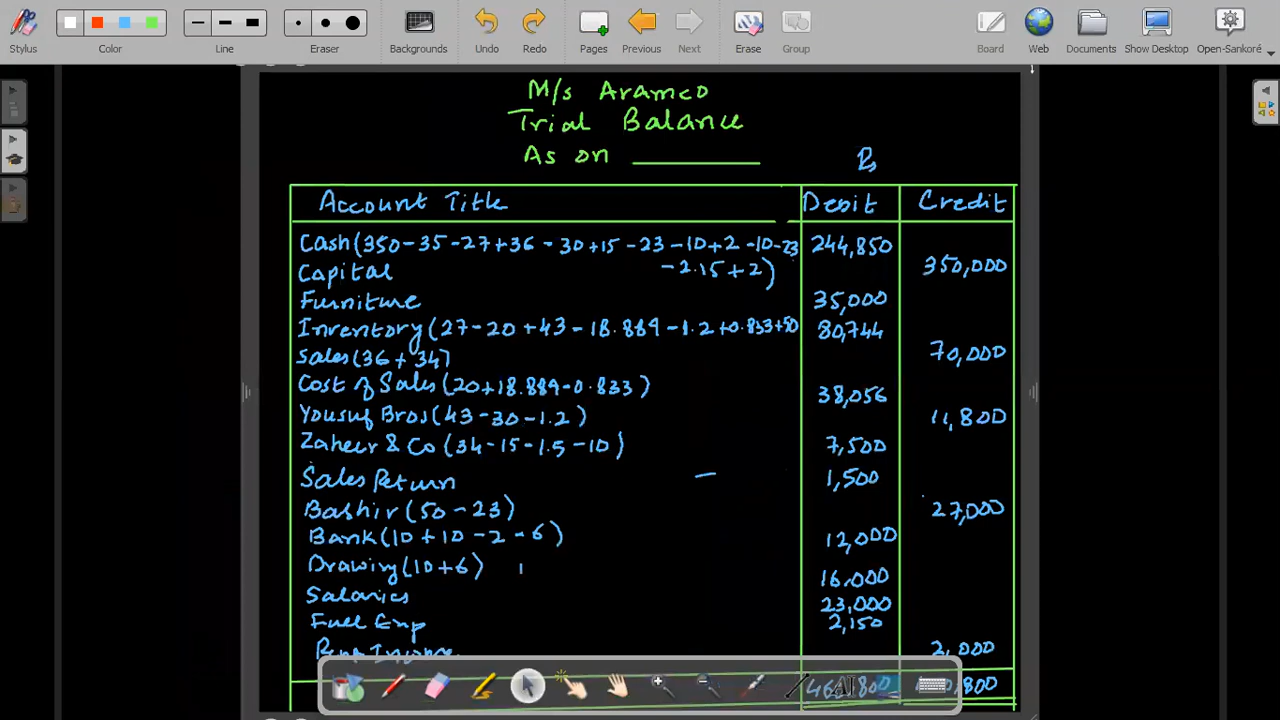 Stylus Color Line Eraser Backgrounds Undo Redo Pages Previous Next Erase Group Board Web Documents Show Desktop Open-Sankoré
M/s Aramco
Trial Balance
As on
Rs
Account Title Debit Credit
Cash (350-35-27+36-30+15-23-10+2-10-23 244,850
-2.15+2)
Capital 350,000
Furniture 35,000
Inventory (27-20+43-18.889-1.2+0.833+50 80,744
Sales (36+34) 70,000
Cost of Sales (20+18.889-0.833) 38,056
Yousuf Bros (43-30-1.2) 11,800
Zaheer & Co (34-15-1.5-10) 7,500
Sales Return 1,500
Bashir (50-23) 27,000
Bank (10+10-2-6) 12,000
Drawing (10+6) 16,000
Salaries 23,000
Fuel Exp 2,150
Rent Income 2,000